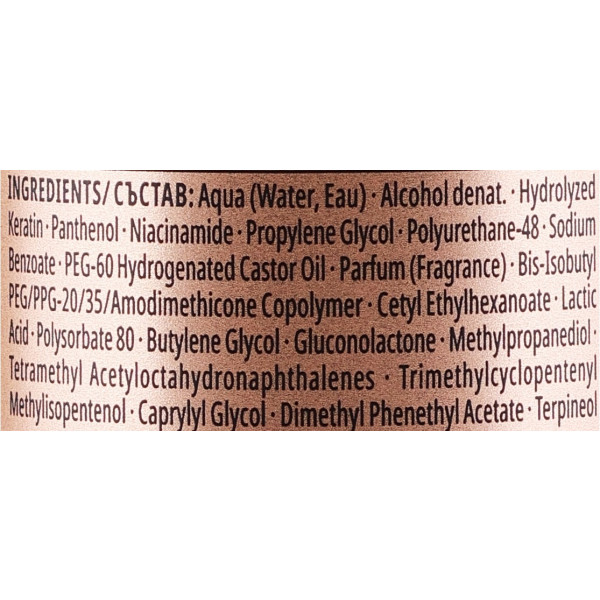 INGREDIENTS/ СЪСТАВ: Aqua (Water, Eau) · Alcohol denat. · Hydrolyzed
Keratin · Panthenol · Niacinamide · Propylene Glycol · Polyurethane-48 · Sodium
Benzoate · PEG-60 Hydrogenated Castor Oil · Parfum (Fragrance) · Bis-Isobutyl
PEG/PPG-20/35/Amodimethicone Copolymer · Cetyl Ethylhexanoate · Lactic
Acid · Polysorbate 80 · Butylene Glycol · Gluconolactone · Methylpropanediol ·
Tetramethyl Acetyloctahydronaphthalenes · Trimethylcyclopentenyl
Methylisopentenol · Caprylyl Glycol · Dimethyl Phenethyl Acetate · Terpineol